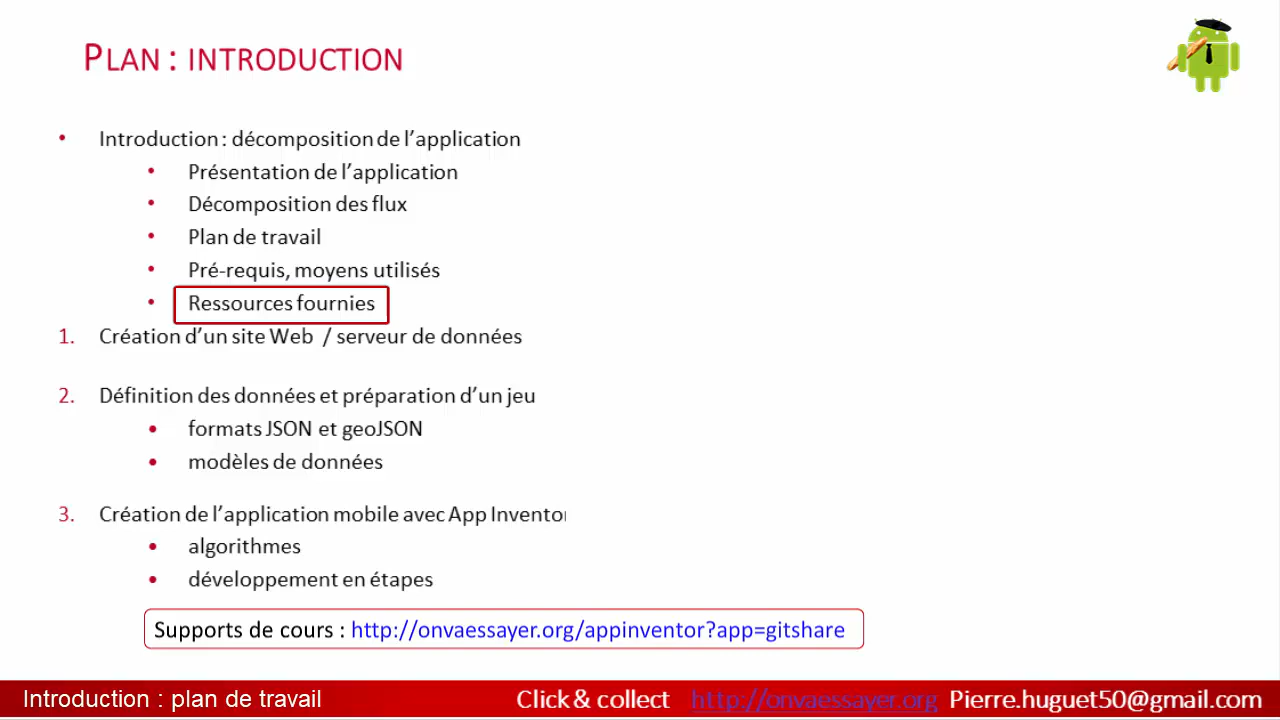 PLAN : INTRODUCTION
• Introduction : décomposition de l’application
• Présentation de l’application
• Décomposition des flux
• Plan de travail
• Pré-requis, moyens utilisés
• Ressources fournies
1. Création d’un site Web / serveur de données
2. Définition des données et préparation d’un jeu
• formats JSON et geoJSON
• modèles de données
3. Création de l’application mobile avec App Inventor
• algorithmes
• développement en étapes
Supports de cours : http://onvaessayer.org/appinventor?app=gitshare
Introduction : plan de travail Click & collect http://onvaessayer.org Pierre.huguet50@gmail.com